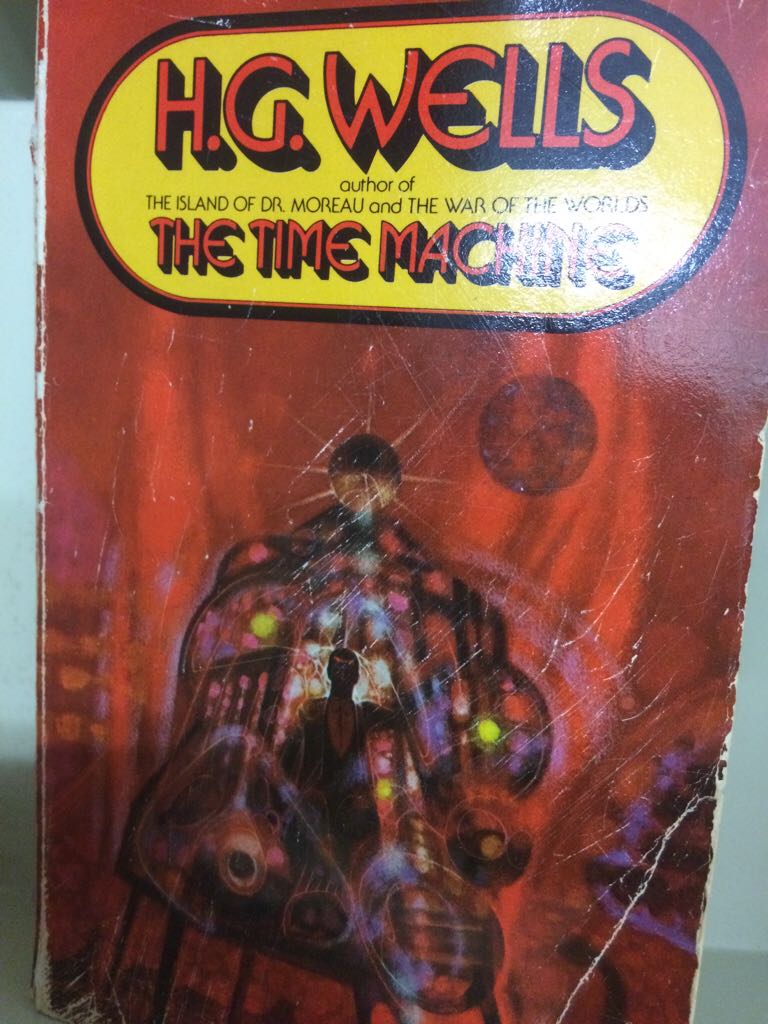 H.G. WELLS
author of
THE ISLAND OF DR. MOREAU and THE WAR OF THE WORLDS
THE TIME MACHINE